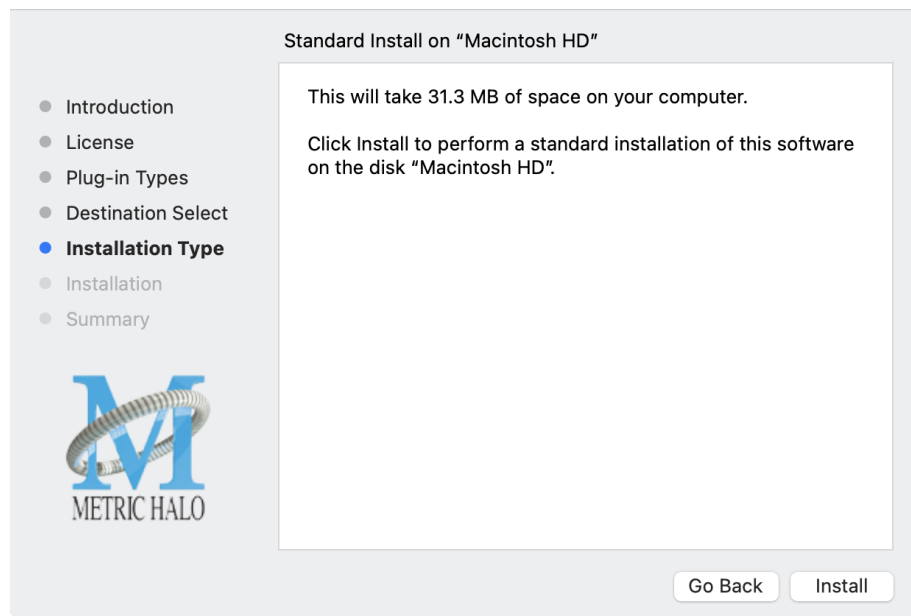 Standard Install on “Macintosh HD”
Introduction
License
Plug-in Types
Destination Select
Installation Type
Installation
Summary
This will take 31.3 MB of space on your computer.
Click Install to perform a standard installation of this software
on the disk “Macintosh HD”.
METRIC HALO
Go Back
Install